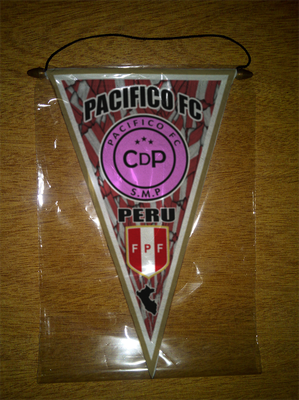 PACIFICO FC
PACIFICO FC
CDP
S.M.P
PERU
FPF